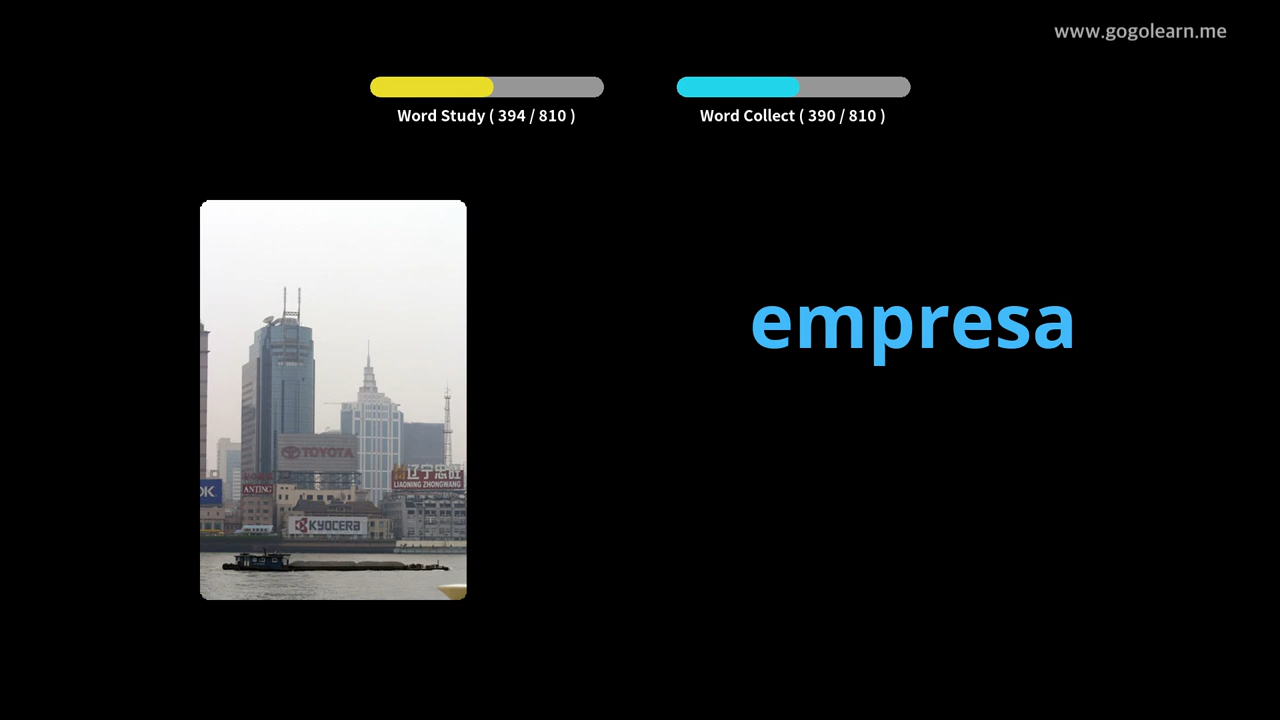 www.gogolearn.me
Word Study ( 394 / 810 )
Word Collect ( 390 / 810 )
empresa
TOYOTA
辽宁忠旺
LIAONING ZHONGWANG
OK
ANTING
KYOCERA